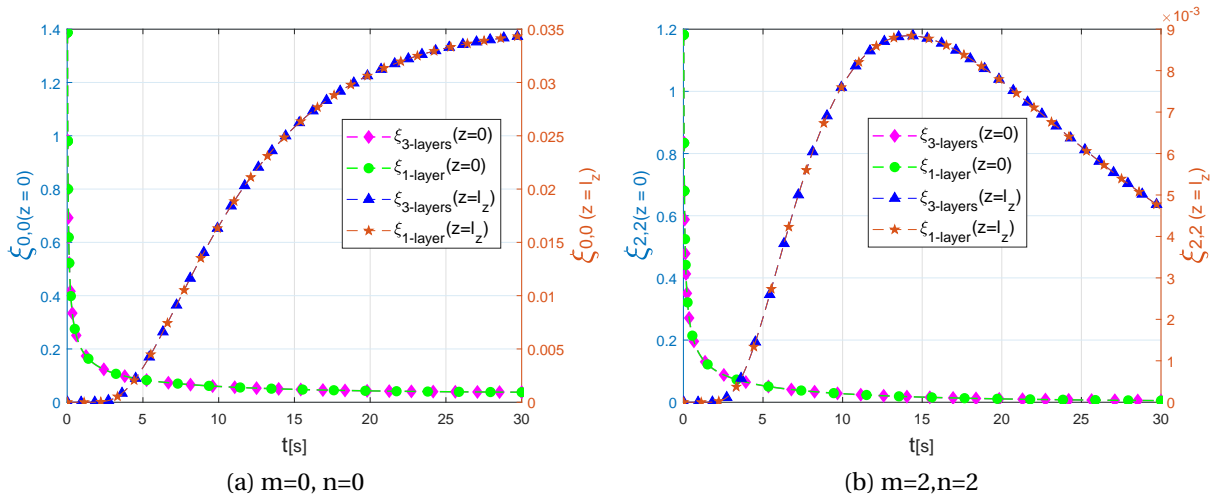 ×10⁻³
1.4 0.035 1.2 9
1.2 0.03 1 8
1 0.025 7
0.8 0.02 0.8 6
0.6 0.015 0.6 5
0.4 0.01 0.4 4
0.2 0.005 0.2 3
0 0 0 2
1
0
ξ0,0(z = 0)
ξ3-layers(z=0)
ξ1-layer(z=0)
ξ3-layers(z=lz)
ξ1-layer(z=lz)
ξ0,0 (z = lz)
0 5 10 15 20 25 30
t[s]
(a) m=0, n=0
ξ2,2(z = 0)
ξ3-layers(z=0)
ξ1-layer(z=0)
ξ3-layers(z=lz)
ξ1-layer(z=lz)
ξ2,2 (z = lz)
0 5 10 15 20 25 30
t[s]
(b) m=2,n=2